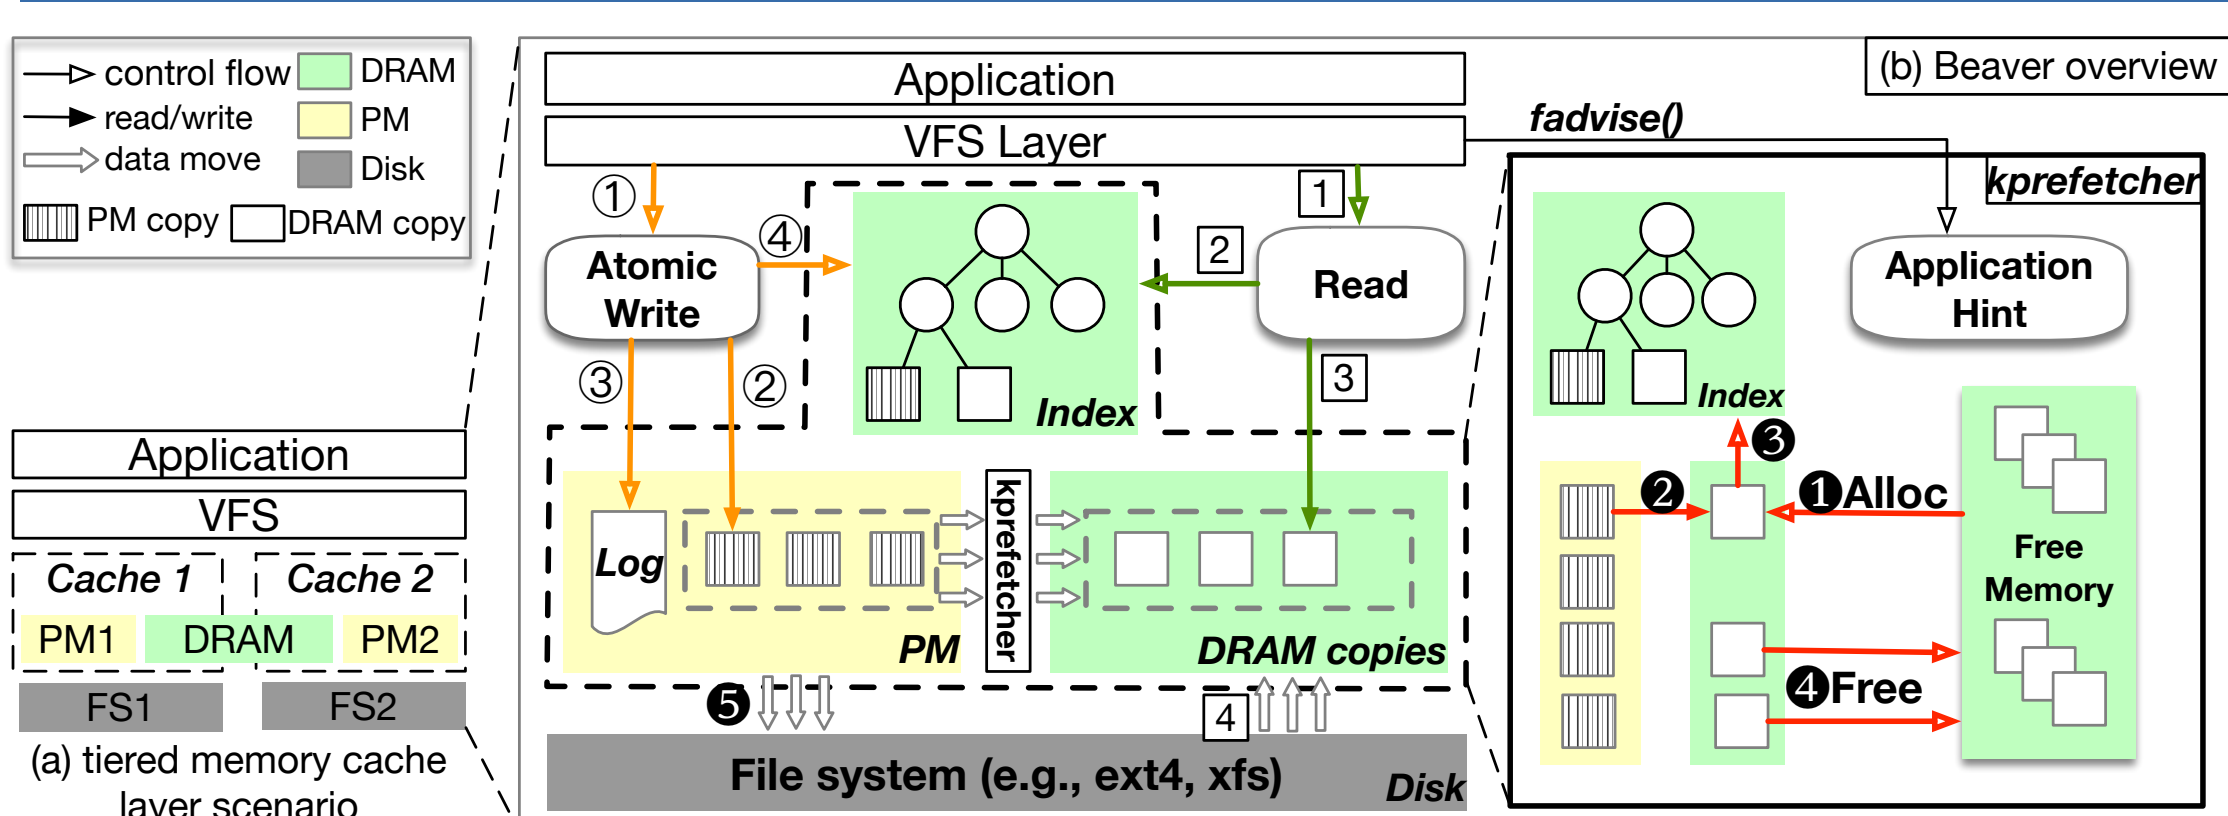 control flow
read/write
data move
DRAM
PM
Disk
PM copy
DRAM copy
Application
VFS
Cache 1
Cache 2
PM1
DRAM
PM2
FS1
FS2
(a) tiered memory cache
layer scenario
(b) Beaver overview
Application
VFS Layer
fadvise()
①
Atomic
Write
④
③
②
Index
1
2
Read
3
Log
PM
kprefetcher
DRAM copies
❺
4
File system (e.g., ext4, xfs)
Disk
kprefetcher
Application
Hint
Index
❸
❷
❶Alloc
Free
Memory
❹Free